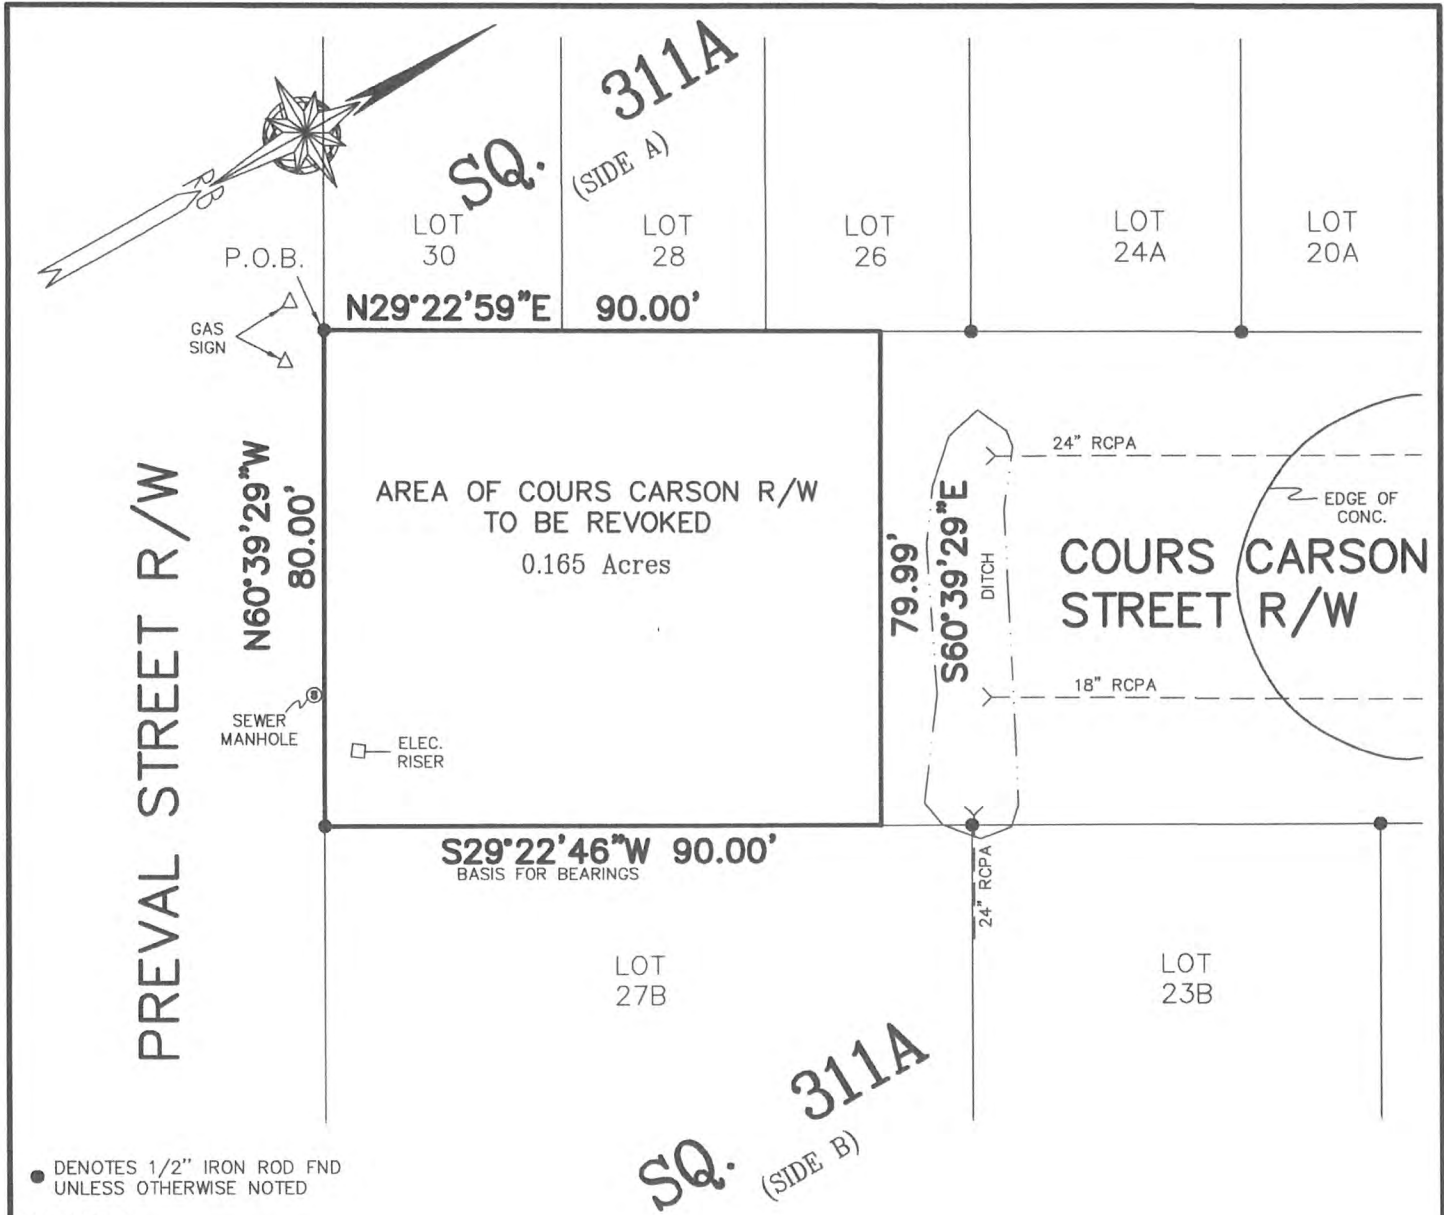 SQ. 311A
(SIDE A)
RB
P.O.B.
LOT
30
LOT
28
LOT
26
LOT
24A
LOT
20A
N29°22'59"E 90.00'
GAS
SIGN
N60°39'29"W
80.00'
AREA OF COURS CARSON R/W
TO BE REVOKED
0.165 Acres
79.99'
S60°39'29"E
DITCH
24" RCPA
EDGE OF
CONC.
COURS CARSON
STREET R/W
18" RCPA
PREVAL STREET R/W
S
SEWER
MANHOLE
ELEC.
RISER
S29°22'46"W 90.00'
BASIS FOR BEARINGS
24" RCPA
LOT
27B
LOT
23B
SQ. 311A
(SIDE B)
DENOTES 1/2" IRON ROD FND
UNLESS OTHERWISE NOTED